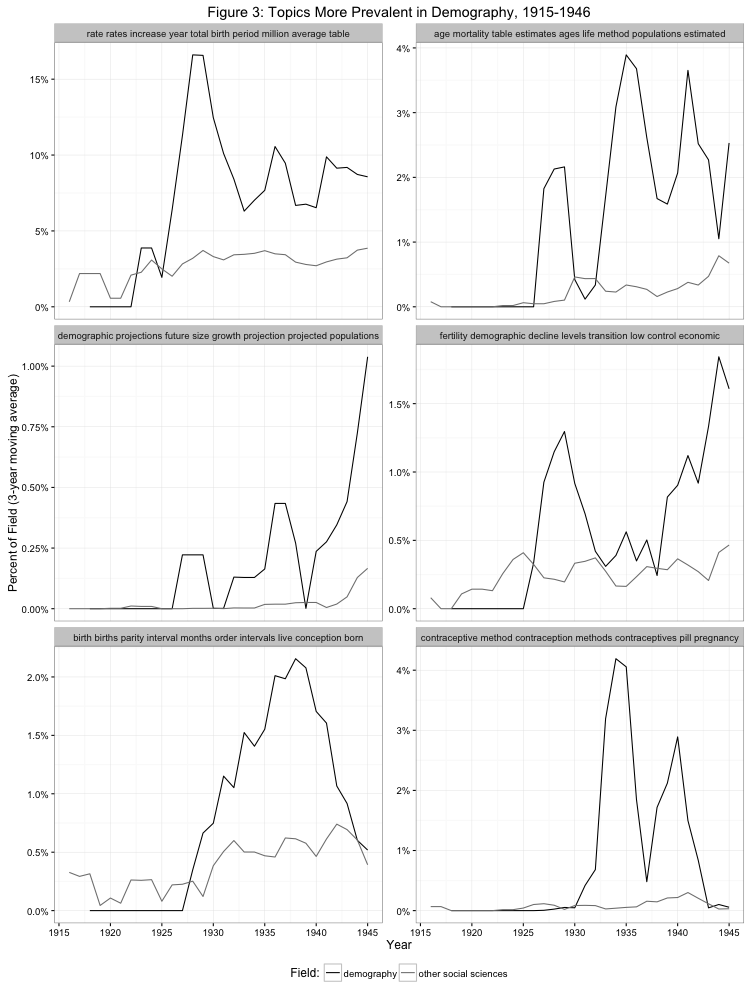 Figure 3: Topics More Prevalent in Demography, 1915-1946
rate rates increase year total birth period million average table
age mortality table estimates ages life method populations estimated
15%
10%
5%
0%
4%
3%
2%
1%
0%
demographic projections future size growth projection projected populations
fertility demographic decline levels transition low control economic
Percent of Field (3-year moving average)
1.00%
0.75%
0.50%
0.25%
0.00%
1.5%
1.0%
0.5%
0.0%
birth births parity interval months order intervals live conception born
contraceptive method contraception methods contraceptives pill pregnancy
2.0%
1.5%
1.0%
0.5%
0.0%
4%
3%
2%
1%
0%
1915 1920 1925 1930 1935 1940 1945
1915 1920 1925 1930 1935 1940 1945
Year
Field: demography other social sciences